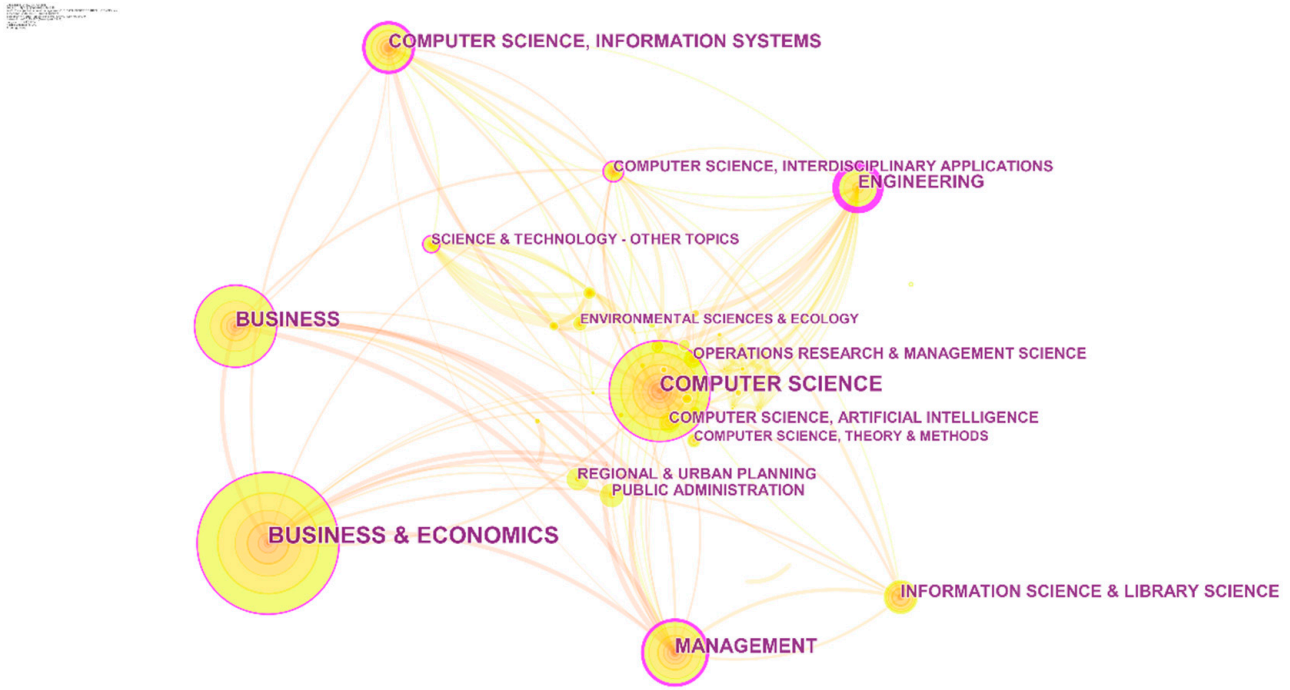 COMPUTER SCIENCE, INFORMATION SYSTEMS
COMPUTER SCIENCE, INTERDISCIPLINARY APPLICATIONS
ENGINEERING
SCIENCE & TECHNOLOGY - OTHER TOPICS
BUSINESS
ENVIRONMENTAL SCIENCES & ECOLOGY
OPERATIONS RESEARCH & MANAGEMENT SCIENCE
COMPUTER SCIENCE
COMPUTER SCIENCE, ARTIFICIAL INTELLIGENCE
COMPUTER SCIENCE, THEORY & METHODS
REGIONAL & URBAN PLANNING
PUBLIC ADMINISTRATION
BUSINESS & ECONOMICS
INFORMATION SCIENCE & LIBRARY SCIENCE
MANAGEMENT